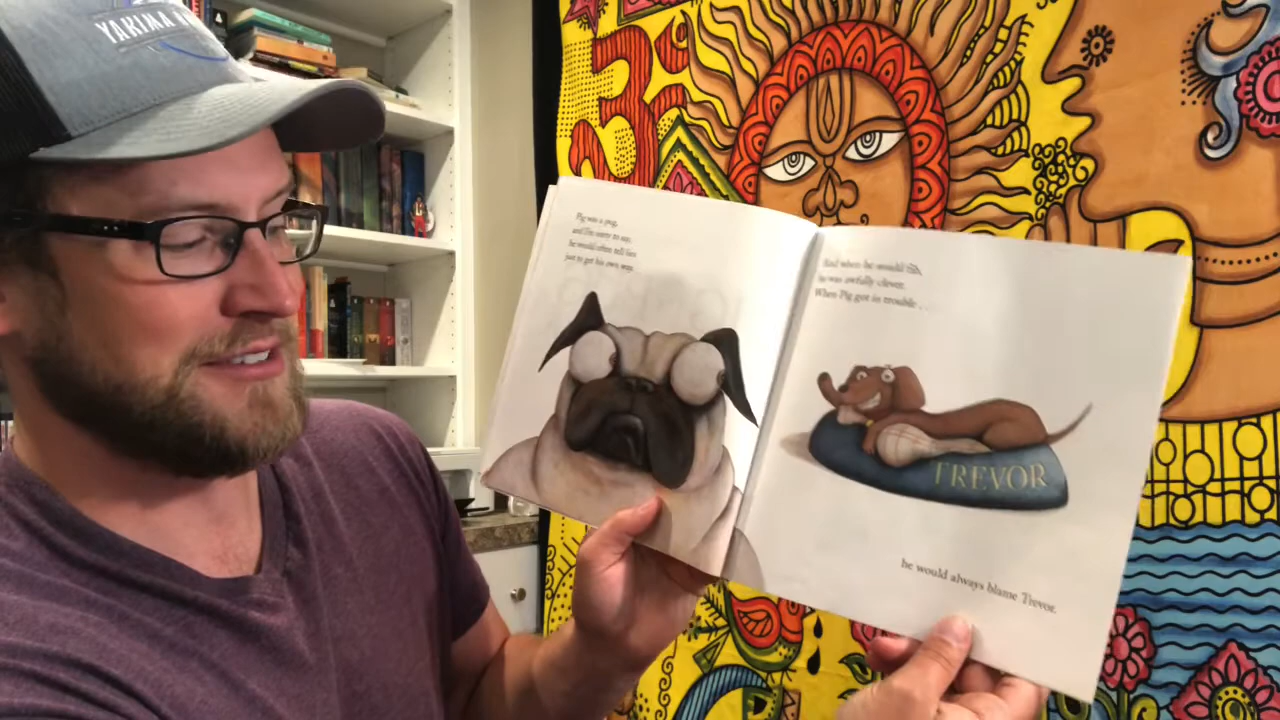 YAKIMA
Pig was a pug,
and I'm sorry to say,
he would often tell lies
just to get his own way.
And when he would fib,
he was awfully clever.
When Pig got in trouble . . .
TREVOR
he would always blame Trevor.